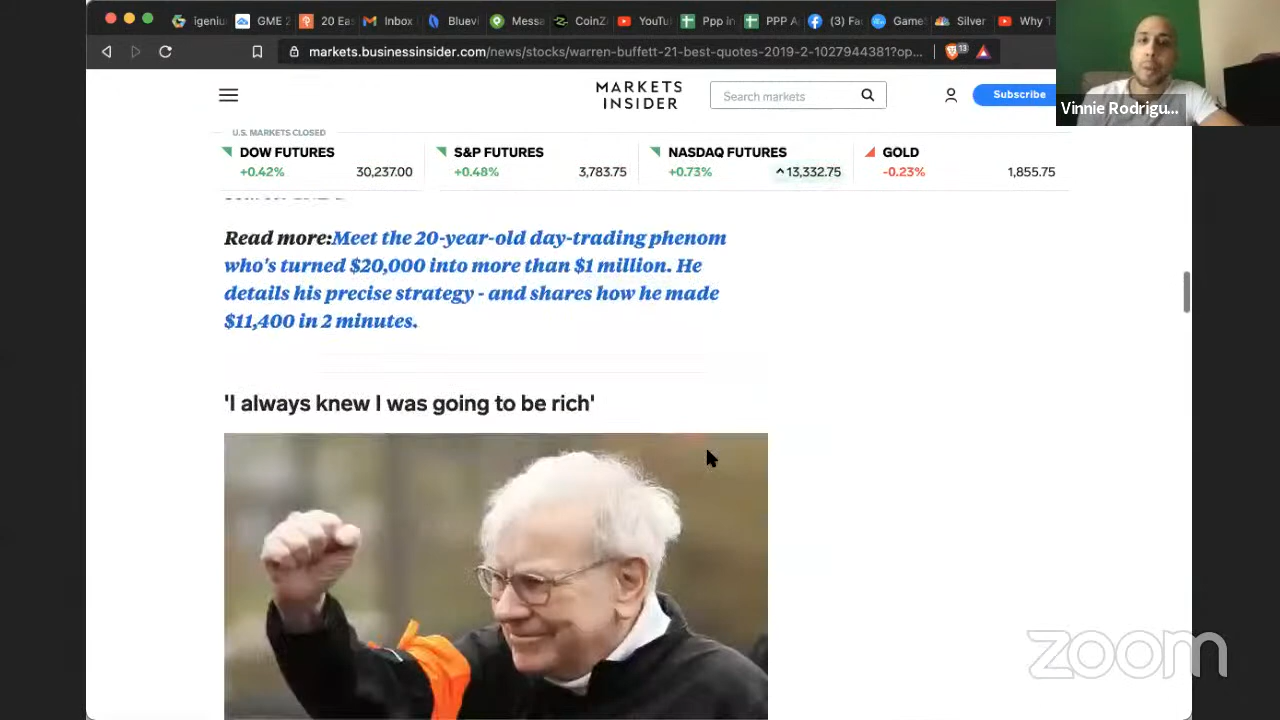 igeniu
GME 2
20 Eas
Inbox
Bluevi
Messa
CoinZ
YouTu
Ppp in
PPP A
(3) Fa
Game
Silver
Why T
markets.businessinsider.com/news/stocks/warren-buffett-21-best-quotes-2019-2-1027944381?op...
13
MARKETS
INSIDER
Search markets
Subscribe
Vinnie Rodrigu...
U.S. MARKETS CLOSED
DOW FUTURES
+0.42% 30,237.00
S&P FUTURES
+0.48% 3,783.75
NASDAQ FUTURES
+0.73% 13,332.75
GOLD
-0.23% 1,855.75
Read more:Meet the 20-year-old day-trading phenom
who's turned $20,000 into more than $1 million. He
details his precise strategy - and shares how he made
$11,400 in 2 minutes.
'I always knew I was going to be rich'
zoom